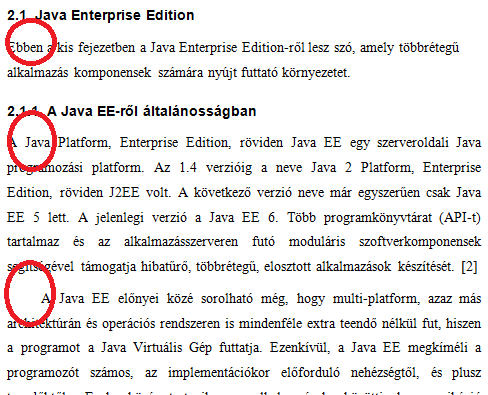 2.1 Java Enterprise Edition
Ebben a kis fejezetben a Java Enterprise Edition-ről lesz szó, amely többrétegű
alkalmazás komponensek számára nyújt futtató környezetet.
2.1.1 A Java EE-ről általánosságban
A Java Platform, Enterprise Edition, röviden Java EE egy szerveroldali Java
programozási platform. Az 1.4 verzióig a neve Java 2 Platform, Enterprise
Edition, röviden J2EE volt. A következő verzió neve már egyszerűen csak Java
EE 5 lett. A jelenlegi verzió a Java EE 6. Több programkönyvtárat (API-t)
tartalmaz és az alkalmazásszerveren futó moduláris szoftverkomponensek
segítségével támogatja hibatűrő, többrétegű, elosztott alkalmazások készítését. [2]
A Java EE előnyei közé sorolható még, hogy multi-platform, azaz más
architektúrán és operációs rendszeren is mindenféle extra teendő nélkül fut, hiszen
a programot a Java Virtuális Gép futtatja. Ezenkívül, a Java EE megkíméli a
programozót számos, az implementációkor előforduló nehézségtől, és plusz